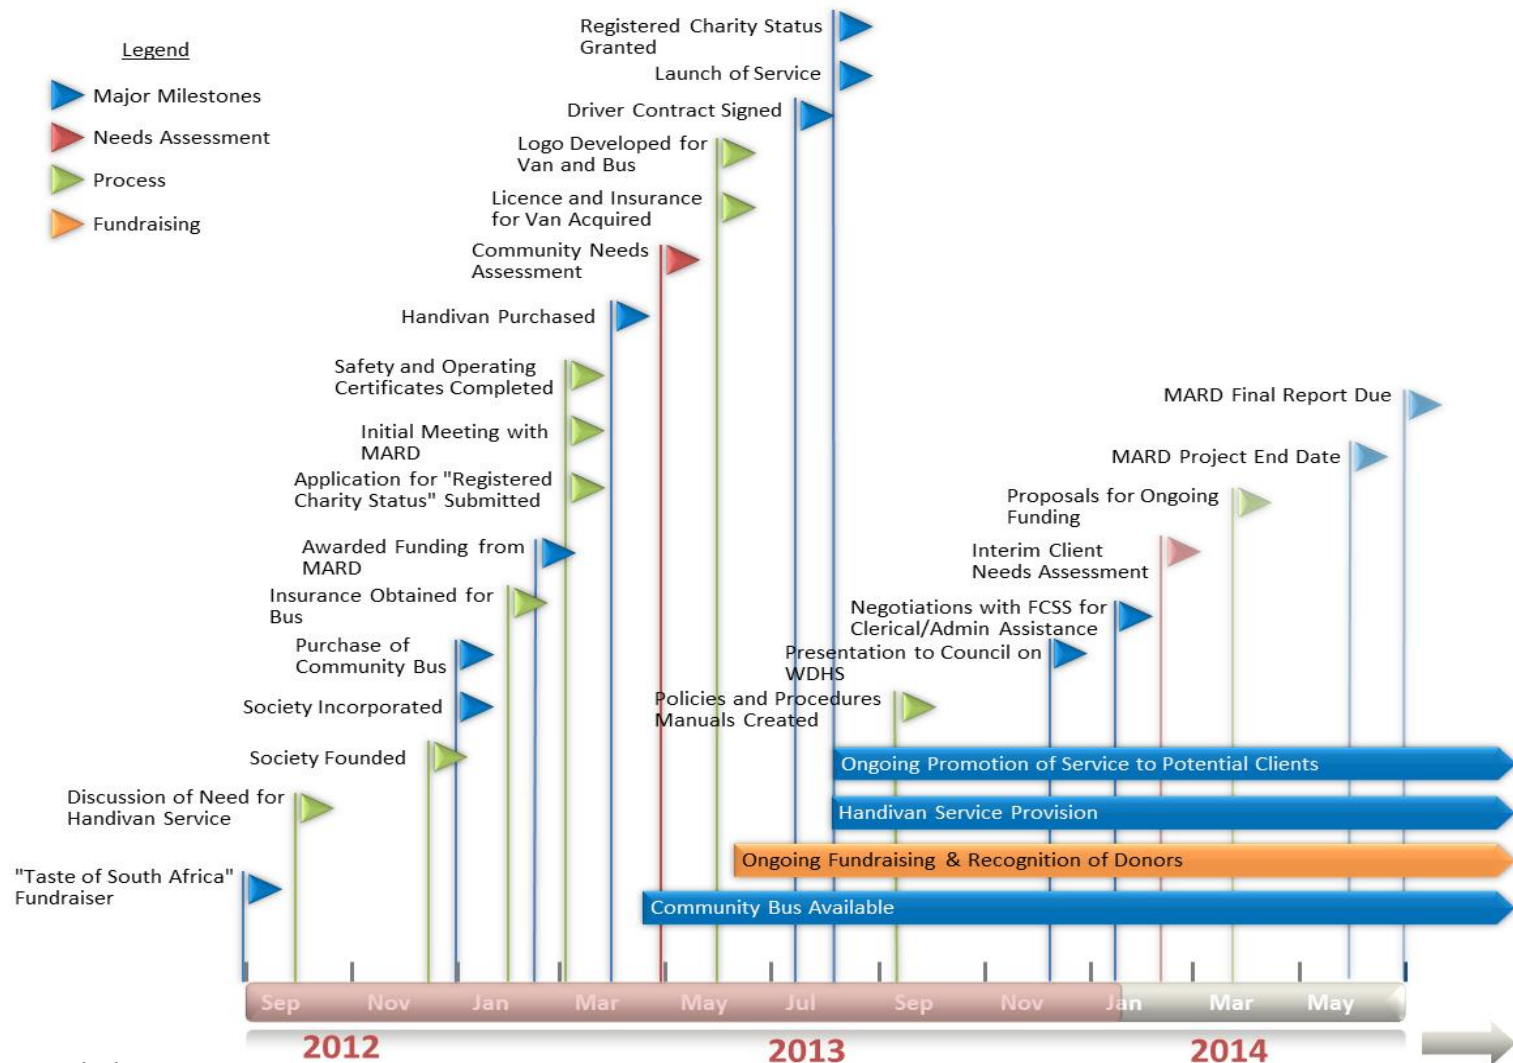 Legend
Major Milestones
Needs Assessment
Process
Fundraising
Registered Charity Status
Granted
Launch of Service
Driver Contract Signed
Logo Developed for
Van and Bus
Licence and Insurance
for Van Acquired
Community Needs
Assessment
Handivan Purchased
Safety and Operating
Certificates Completed
Initial Meeting with
MARD
Application for "Registered
Charity Status" Submitted
Awarded Funding from
MARD
Insurance Obtained for
Bus
Purchase of
Community Bus
Society Incorporated
Society Founded
Discussion of Need for
Handivan Service
"Taste of South Africa"
Fundraiser
MARD Final Report Due
MARD Project End Date
Proposals for Ongoing
Funding
Interim Client
Needs Assessment
Negotiations with FCSS for
Clerical/Admin Assistance
Presentation to Council on
WDHS
Policies and Procedures
Manuals Created
Ongoing Promotion of Service to Potential Clients
Handivan Service Provision
Ongoing Fundraising & Recognition of Donors
Community Bus Available
Sep Nov Jan Mar May Jul Sep Nov Jan Mar May
2012 2013 2014